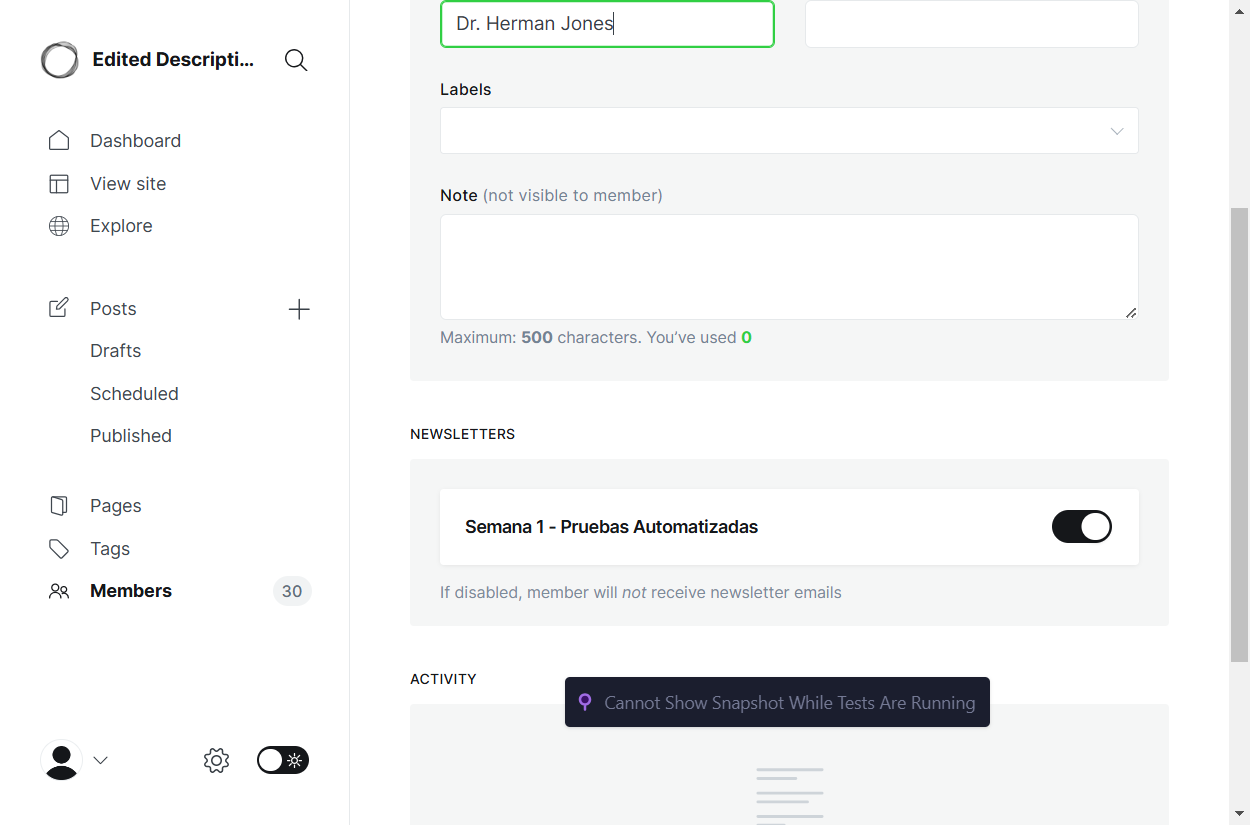 Edited Descripti...
Dashboard
View site
Explore
Posts
Drafts
Scheduled
Published
Pages
Tags
Members 30
Dr. Herman Jones
Labels
Note (not visible to member)
Maximum: 500 characters. You’ve used 0
NEWSLETTERS
Semana 1 - Pruebas Automatizadas
If disabled, member will not receive newsletter emails
ACTIVITY
Cannot Show Snapshot While Tests Are Running